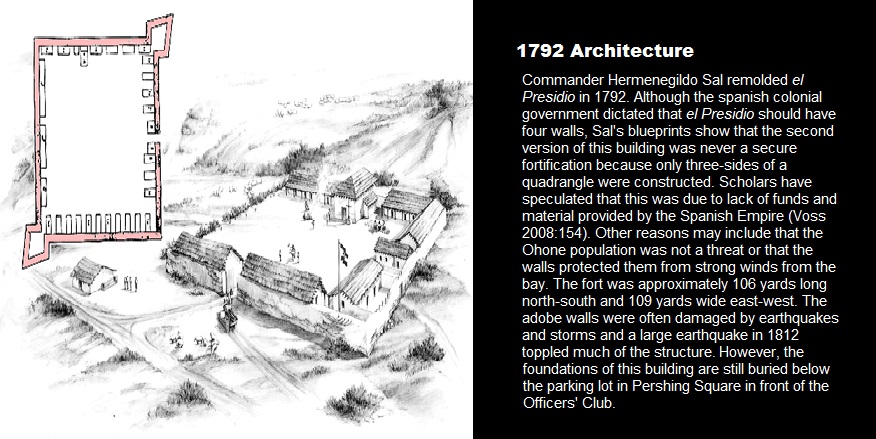 1792 Architecture
Commander Hermenegildo Sal remolded el
Presidio in 1792. Although the spanish colonial
government dictated that el Presidio should have
four walls, Sal's blueprints show that the second
version of this building was never a secure
fortification because only three-sides of a
quadrangle were constructed. Scholars have
speculated that this was due to lack of funds and
material provided by the Spanish Empire (Voss
2008:154). Other reasons may include that the
Ohone population was not a threat or that the
walls protected them from strong winds from the
bay. The fort was approximately 106 yards long
north-south and 109 yards wide east-west. The
adobe walls were often damaged by earthquakes
and storms and a large earthquake in 1812
toppled much of the structure. However, the
foundations of this building are still buried below
the parking lot in Pershing Square in front of the
Officers' Club.